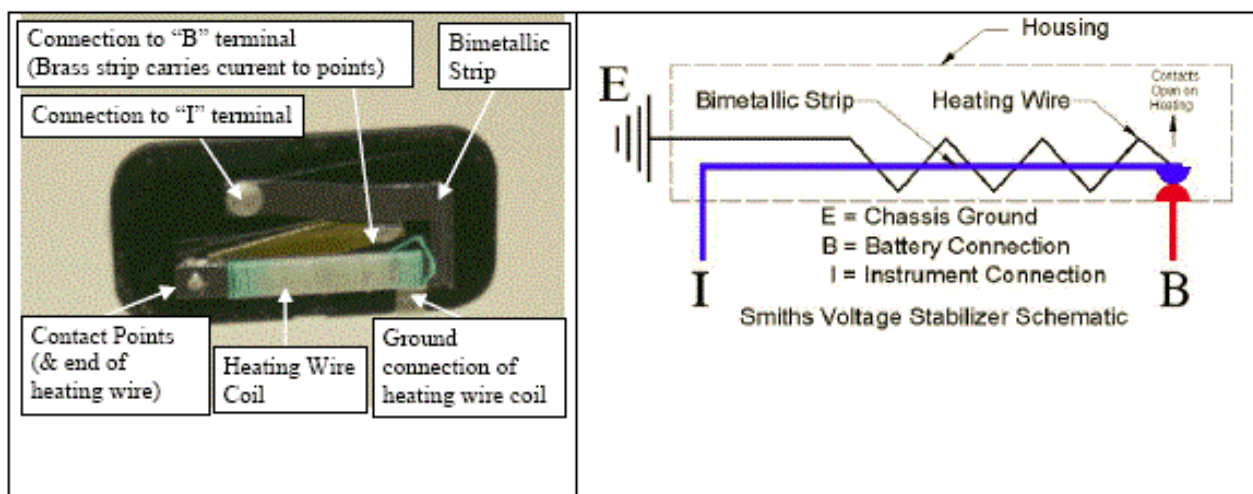 Connection to “B” terminal
(Brass strip carries current to points)
Bimetallic
Strip
Connection to “I” terminal
Contact Points
(& end of
heating wire)
Heating Wire
Coil
Ground
connection of
heating wire coil
Housing
E
Bimetallic Strip
Heating Wire
Contacts
Open on
Heating
E = Chassis Ground
B = Battery Connection
I = Instrument Connection
I
B
Smiths Voltage Stabilizer Schematic